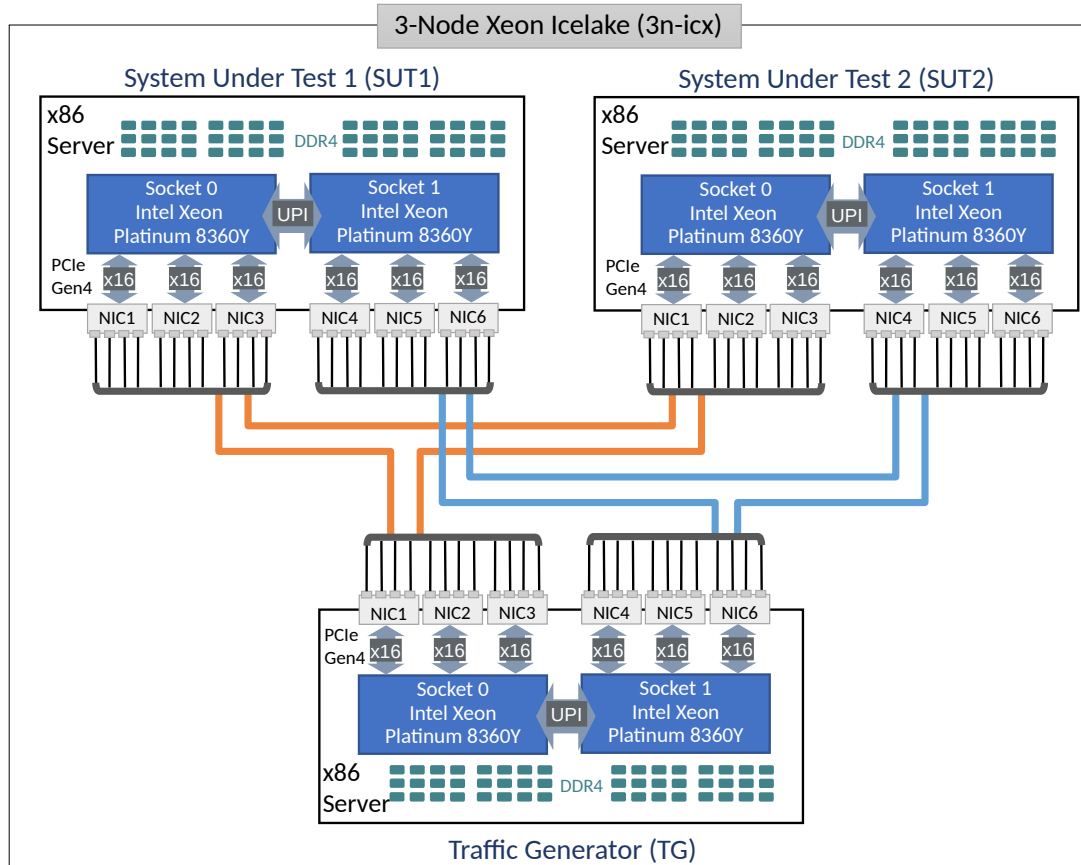 3-Node Xeon Icelake (3n-icx)
System Under Test 1 (SUT1)
x86
Server
DDR4
Socket 0
Intel Xeon
Platinum 8360Y
UPI
Socket 1
Intel Xeon
Platinum 8360Y
PCIe
Gen4
x16
x16
x16
x16
x16
x16
NIC1
NIC2
NIC3
NIC4
NIC5
NIC6
System Under Test 2 (SUT2)
x86
Server
DDR4
Socket 0
Intel Xeon
Platinum 8360Y
UPI
Socket 1
Intel Xeon
Platinum 8360Y
PCIe
Gen4
x16
x16
x16
x16
x16
x16
NIC1
NIC2
NIC3
NIC4
NIC5
NIC6
NIC1
NIC2
NIC3
NIC4
NIC5
NIC6
PCIe
Gen4
x16
x16
x16
x16
x16
x16
Socket 0
Intel Xeon
Platinum 8360Y
UPI
Socket 1
Intel Xeon
Platinum 8360Y
x86
Server
DDR4
Traffic Generator (TG)